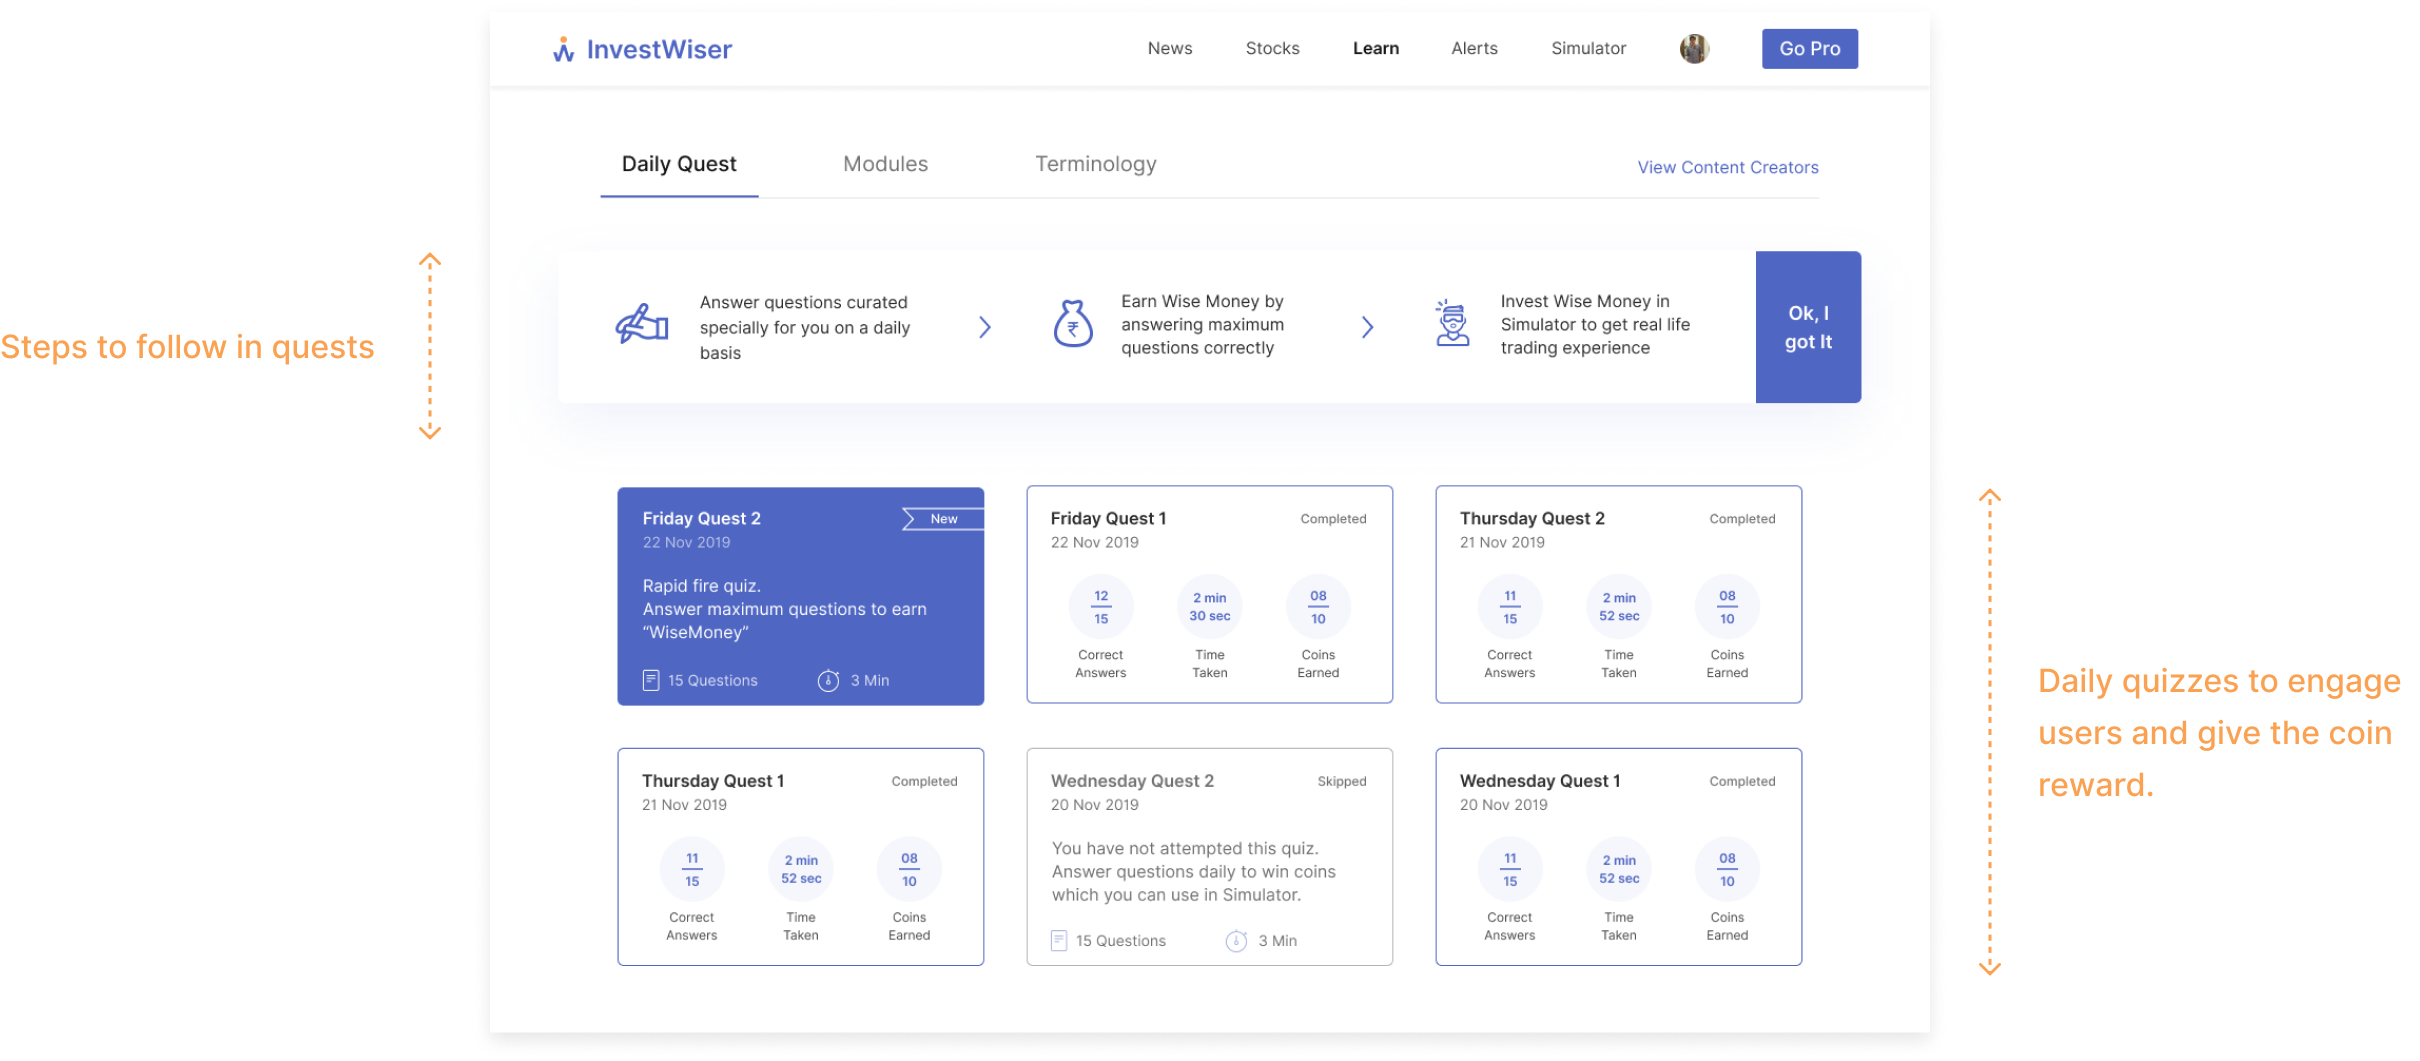 InvestWiser
News
Stocks
Learn
Alerts
Simulator
Go Pro
Daily Quest
Modules
Terminology
View Content Creators
Steps to follow in quests
Answer questions curated
specially for you on a daily
basis
Earn Wise Money by
answering maximum
questions correctly
₹
Invest Wise Money in
Simulator to get real life
trading experience
Ok, I
got It
Friday Quest 2
New
22 Nov 2019
Rapid fire quiz.
Answer maximum questions to earn
“WiseMoney”
15 Questions
3 Min
Friday Quest 1
Completed
22 Nov 2019
12
15
Correct
Answers
2 min
30 sec
Time
Taken
08
10
Coins
Earned
Thursday Quest 2
Completed
21 Nov 2019
11
15
Correct
Answers
2 min
52 sec
Time
Taken
08
10
Coins
Earned
Thursday Quest 1
Completed
21 Nov 2019
11
15
Correct
Answers
2 min
52 sec
Time
Taken
08
10
Coins
Earned
Wednesday Quest 2
Skipped
20 Nov 2019
You have not attempted this quiz.
Answer questions daily to win coins
which you can use in Simulator.
15 Questions
3 Min
Wednesday Quest 1
Completed
20 Nov 2019
11
15
Correct
Answers
2 min
52 sec
Time
Taken
08
10
Coins
Earned
Daily quizzes to engage
users and give the coin
reward.